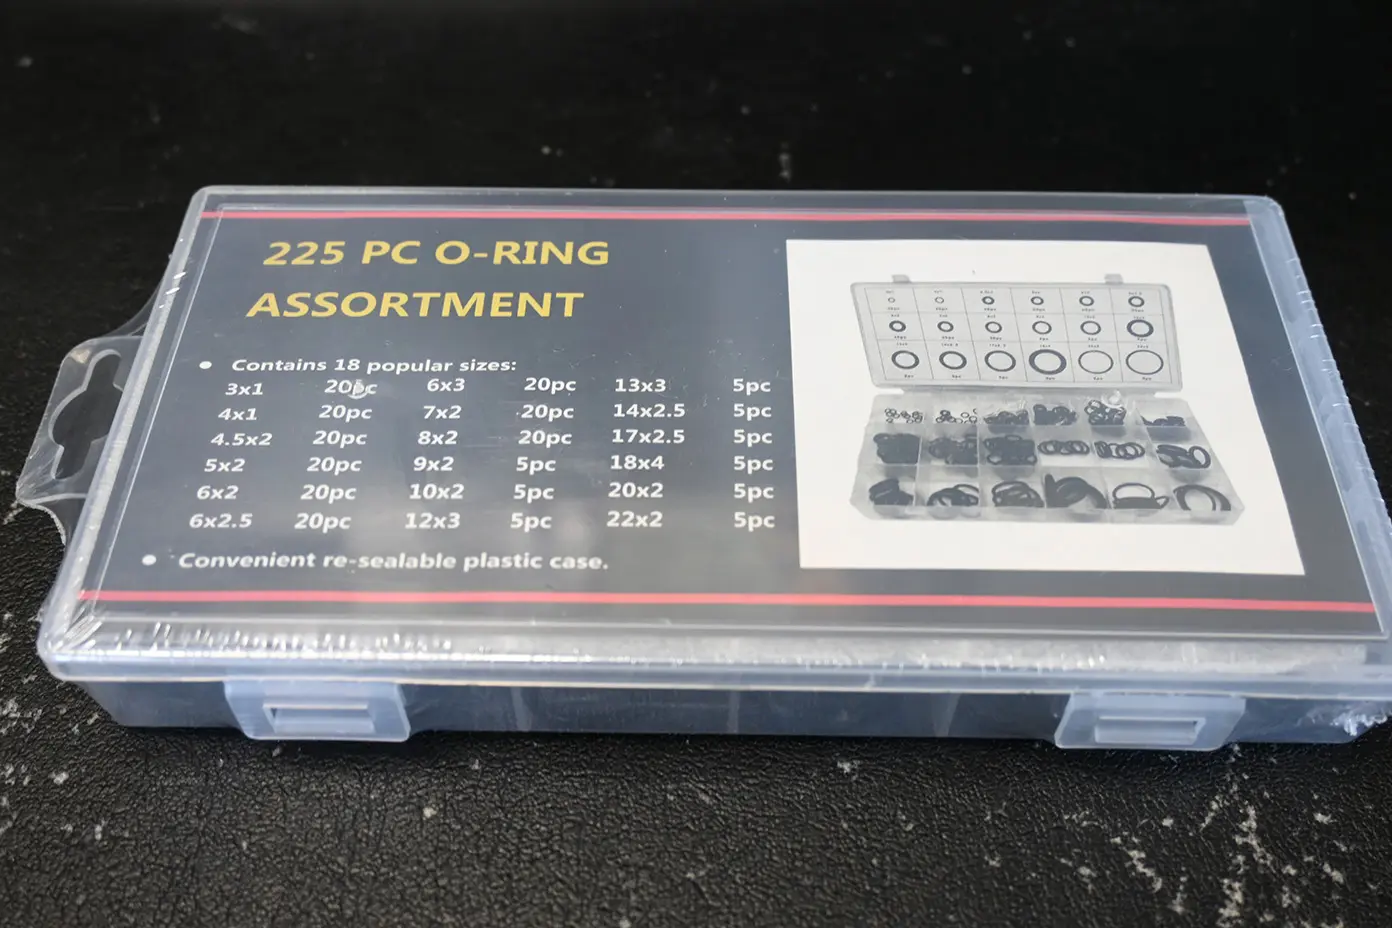 225 PC O-RING
ASSORTMENT
● Contains 18 popular sizes:
3x1 20pc 6x3 20pc 13x3 5pc
4x1 20pc 7x2 20pc 14x2.5 5pc
4.5x2 20pc 8x2 20pc 17x2.5 5pc
5x2 20pc 9x2 5pc 18x4 5pc
6x2 20pc 10x2 5pc 20x2 5pc
6x2.5 20pc 12x3 5pc 22x2 5pc
● Convenient re-sealable plastic case.